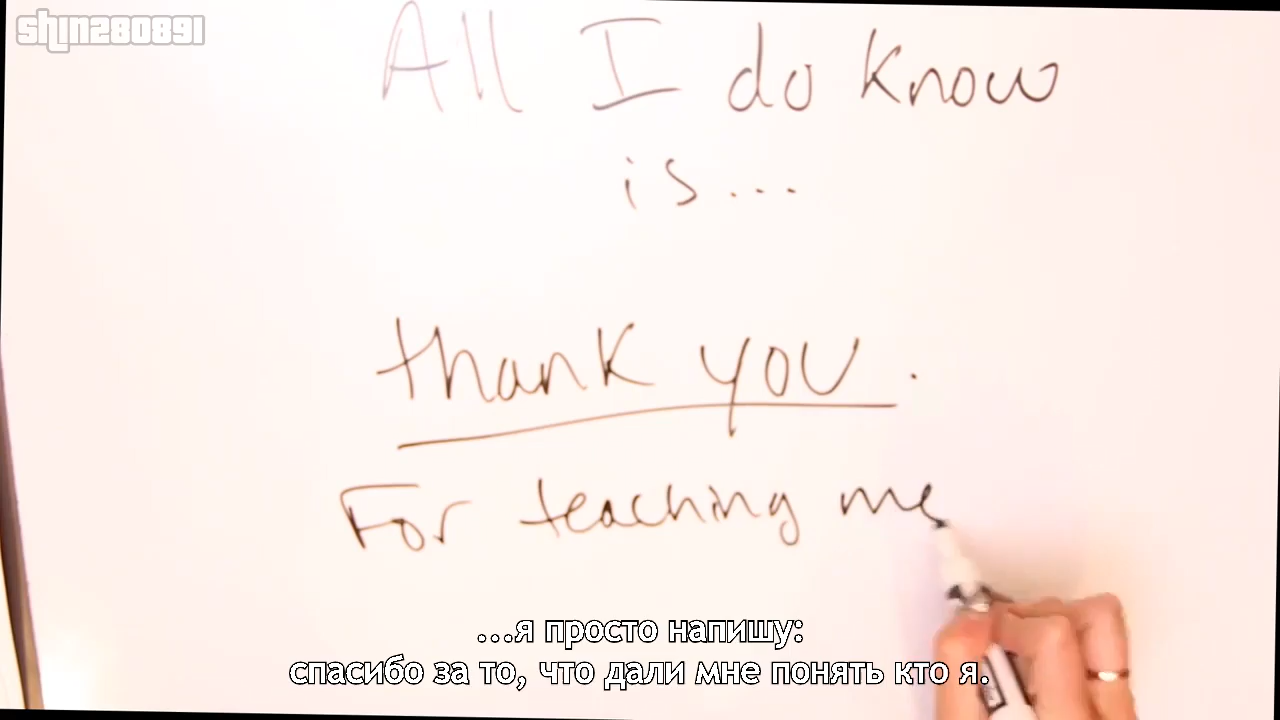 shin280891
All I do know
is...
thank you.
For teaching me
...я просто напишу:
спасибо за то, что дали мне понять кто я.